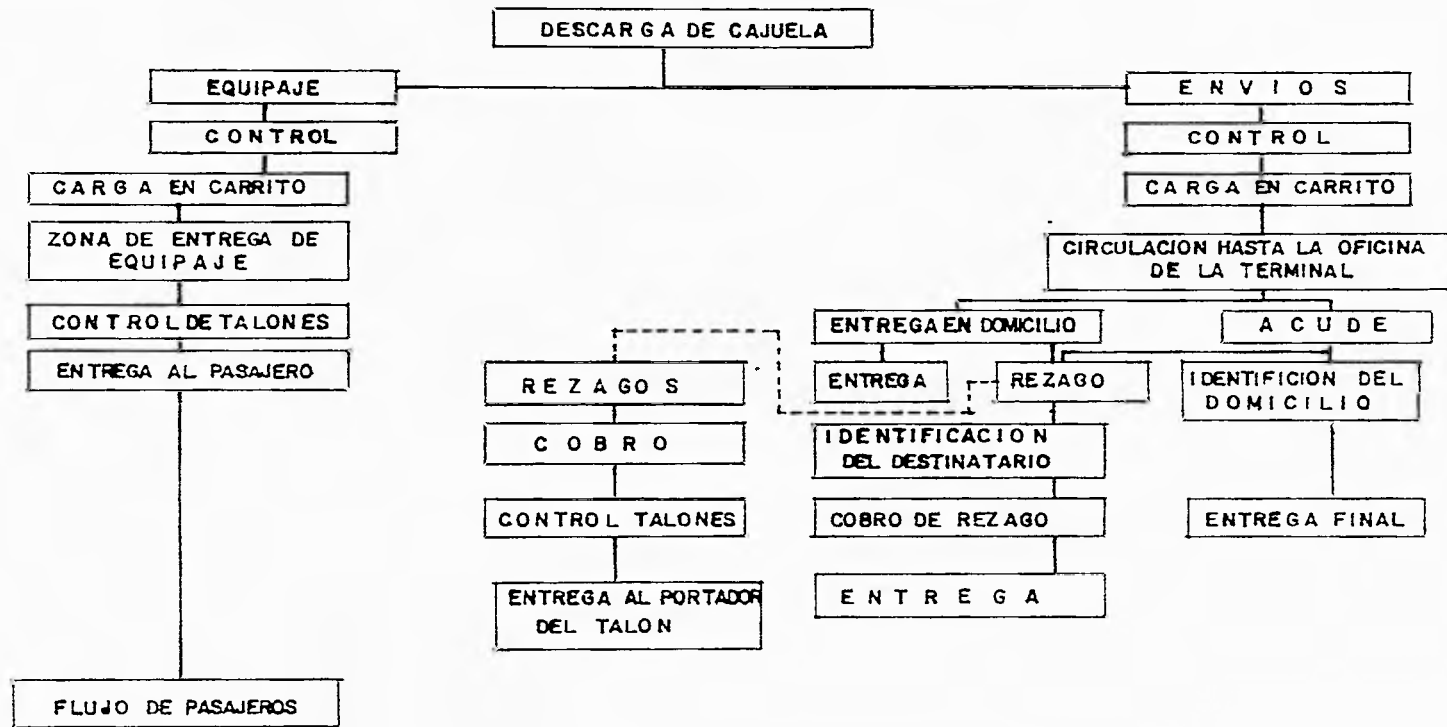 DESCARGA DE CAJUELA
EQUIPAJE
ENVIOS
CONTROL
CONTROL
CARGA EN CARRITO
CARGA EN CARRITO
ZONA DE ENTREGA DE
EQUIPAJE
CIRCULACION HASTA LA OFICINA
DE LA TERMINAL
CONTROL DE TALONES
ENTREGA EN DOMICILIO
ACUDE
ENTREGA AL PASAJERO
REZAGOS
ENTREGA
REZAGO
IDENTIFICION DEL
DOMICILIO
COBRO
IDENTIFICACION
DEL DESTINATARIO
CONTROL TALONES
COBRO DE REZAGO
ENTREGA FINAL
ENTREGA AL PORTADOR
DEL TALON
ENTREGA
FLUJO DE PASAJEROS